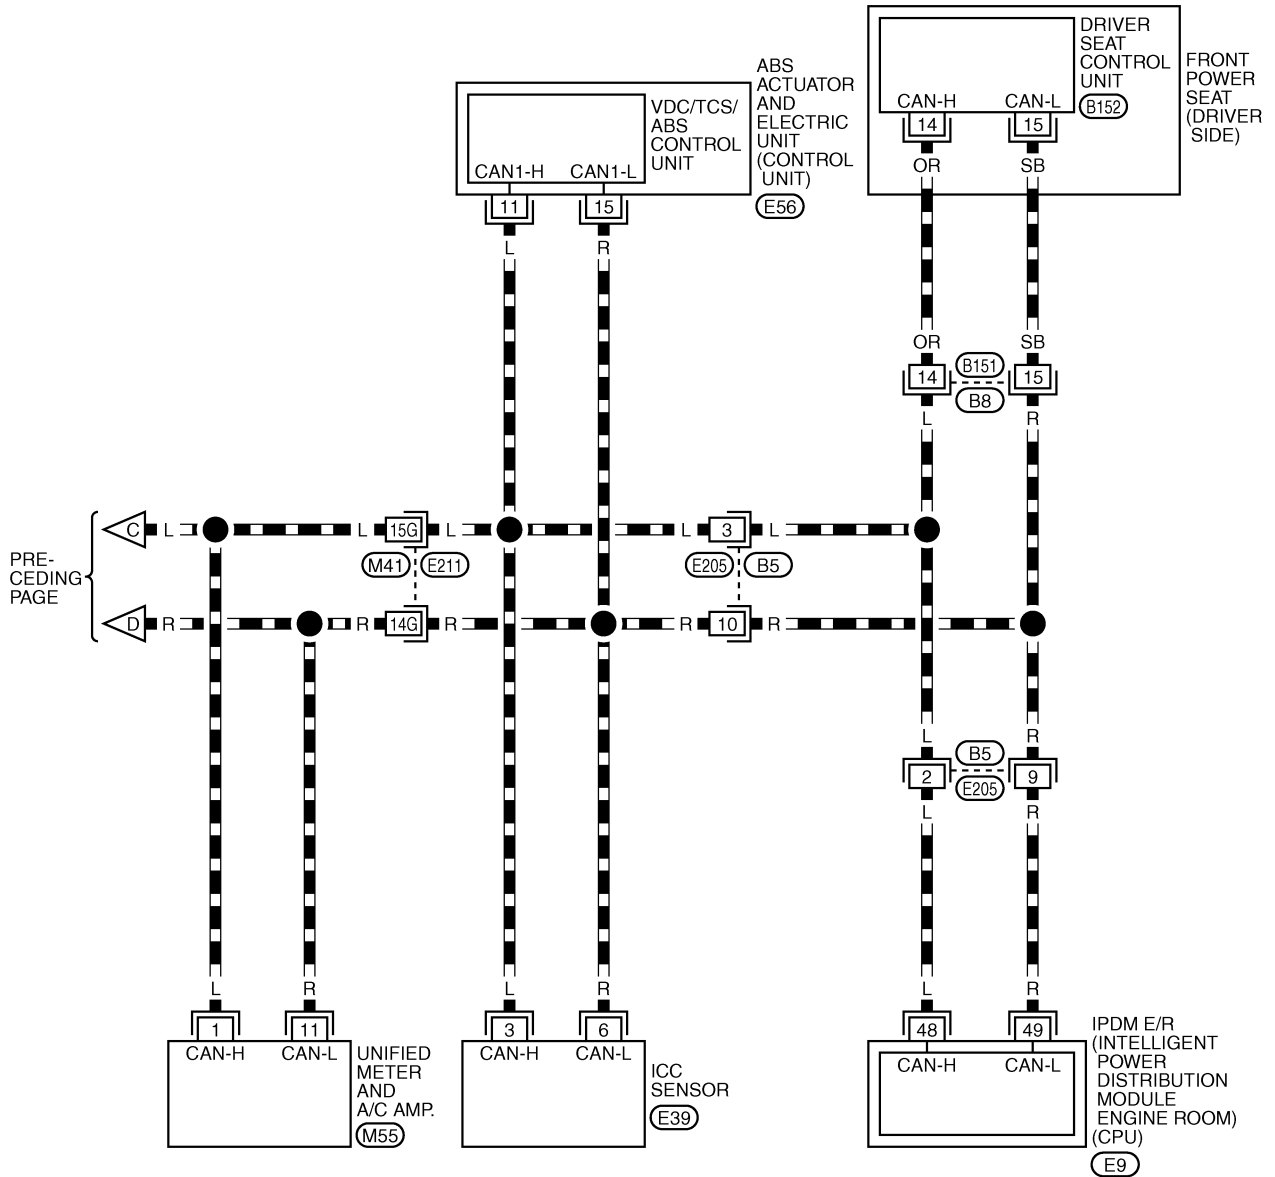 DRIVER
SEAT
CONTROL
UNIT
B152
FRONT
POWER
SEAT
(DRIVER
SIDE)
CAN-H CAN-L
14 15
OR SB
ABS
ACTUATOR
AND
ELECTRIC
UNIT
(CONTROL
UNIT)
E56
VDC/TCS/
ABS
CONTROL
UNIT
CAN1-H CAN1-L
11 15
L R
OR SB
14 B151 15
B8
L R
PRE-
CEDING
PAGE
C L L 15G L L 3 L
M41 E211 E205 B5
D R R 14G R R 10 R
L R
B5
2 9
E205
L R
L R L R L R
1 11 3 6 48 49
CAN-H CAN-L
UNIFIED
METER
AND
A/C AMP.
M55
CAN-H CAN-L
ICC
SENSOR
E39
CAN-H CAN-L
IPDM E/R
(INTELLIGENT
POWER
DISTRIBUTION
MODULE
ENGINE ROOM)
(CPU)
E9